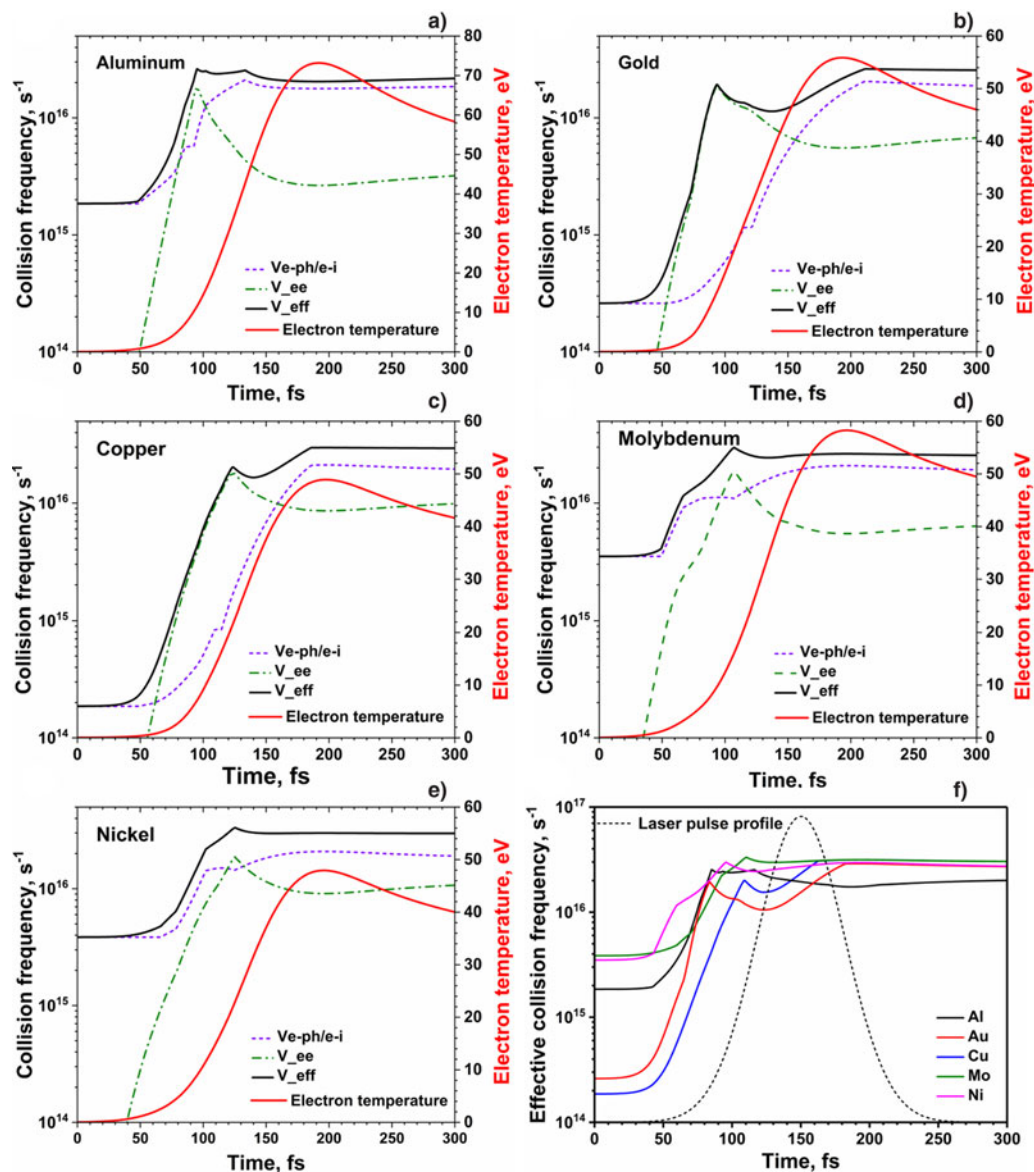 a)
Aluminum
Collision frequency, s⁻¹
10¹⁶
10¹⁵
10¹⁴
80
70
60
50
40
30
20
10
0
Electron temperature, eV
Ve-ph/e-i
V_ee
V_eff
Electron temperature
0 50 100 150 200 250 300
Time, fs
b)
Gold
Collision frequency, s⁻¹
10¹⁶
10¹⁵
10¹⁴
60
50
40
30
20
10
0
Electron temperature, eV
Ve-ph/e-i
V_ee
V_eff
Electron temperature
0 50 100 150 200 250 300
Time, fs
c)
Copper
Collision frequency, s⁻¹
10¹⁶
10¹⁵
10¹⁴
60
50
40
30
20
10
0
Electron temperature, eV
Ve-ph/e-i
V_ee
V_eff
Electron temperature
0 50 100 150 200 250 300
Time, fs
d)
Molybdenum
Collision frequency, s⁻¹
10¹⁶
10¹⁵
10¹⁴
60
50
40
30
20
10
0
Electron temperature, eV
Ve-ph/e-i
V_ee
V_eff
Electron temperature
0 50 100 150 200 250 300
Time, fs
e)
Nickel
Collision frequency, s⁻¹
10¹⁶
10¹⁵
10¹⁴
60
50
40
30
20
10
0
Electron temperature, eV
Ve-ph/e-i
V_ee
V_eff
Electron temperature
0 50 100 150 200 250 300
Time, fs
f)
Laser pulse profile
Effective collision frequency, s⁻¹
10¹⁷
10¹⁶
10¹⁵
10¹⁴
Al
Au
Cu
Mo
Ni
0 50 100 150 200 250 300
Time, fs